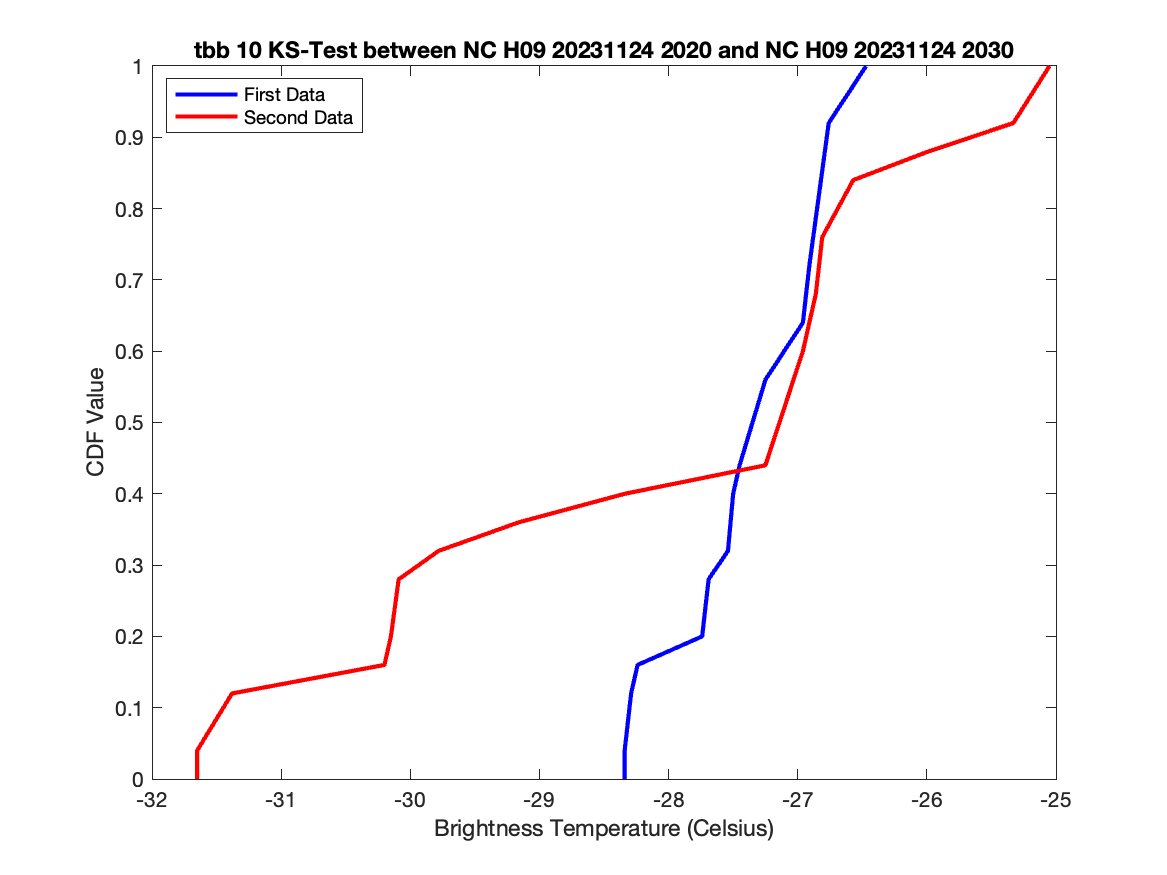 tbb 10 KS-Test between NC H09 20231124 2020 and NC H09 20231124 2030
First Data
Second Data
1
0.9
0.8
0.7
0.6
0.5
0.4
0.3
0.2
0.1
0
CDF Value
-32 -31 -30 -29 -28 -27 -26 -25
Brightness Temperature (Celsius)